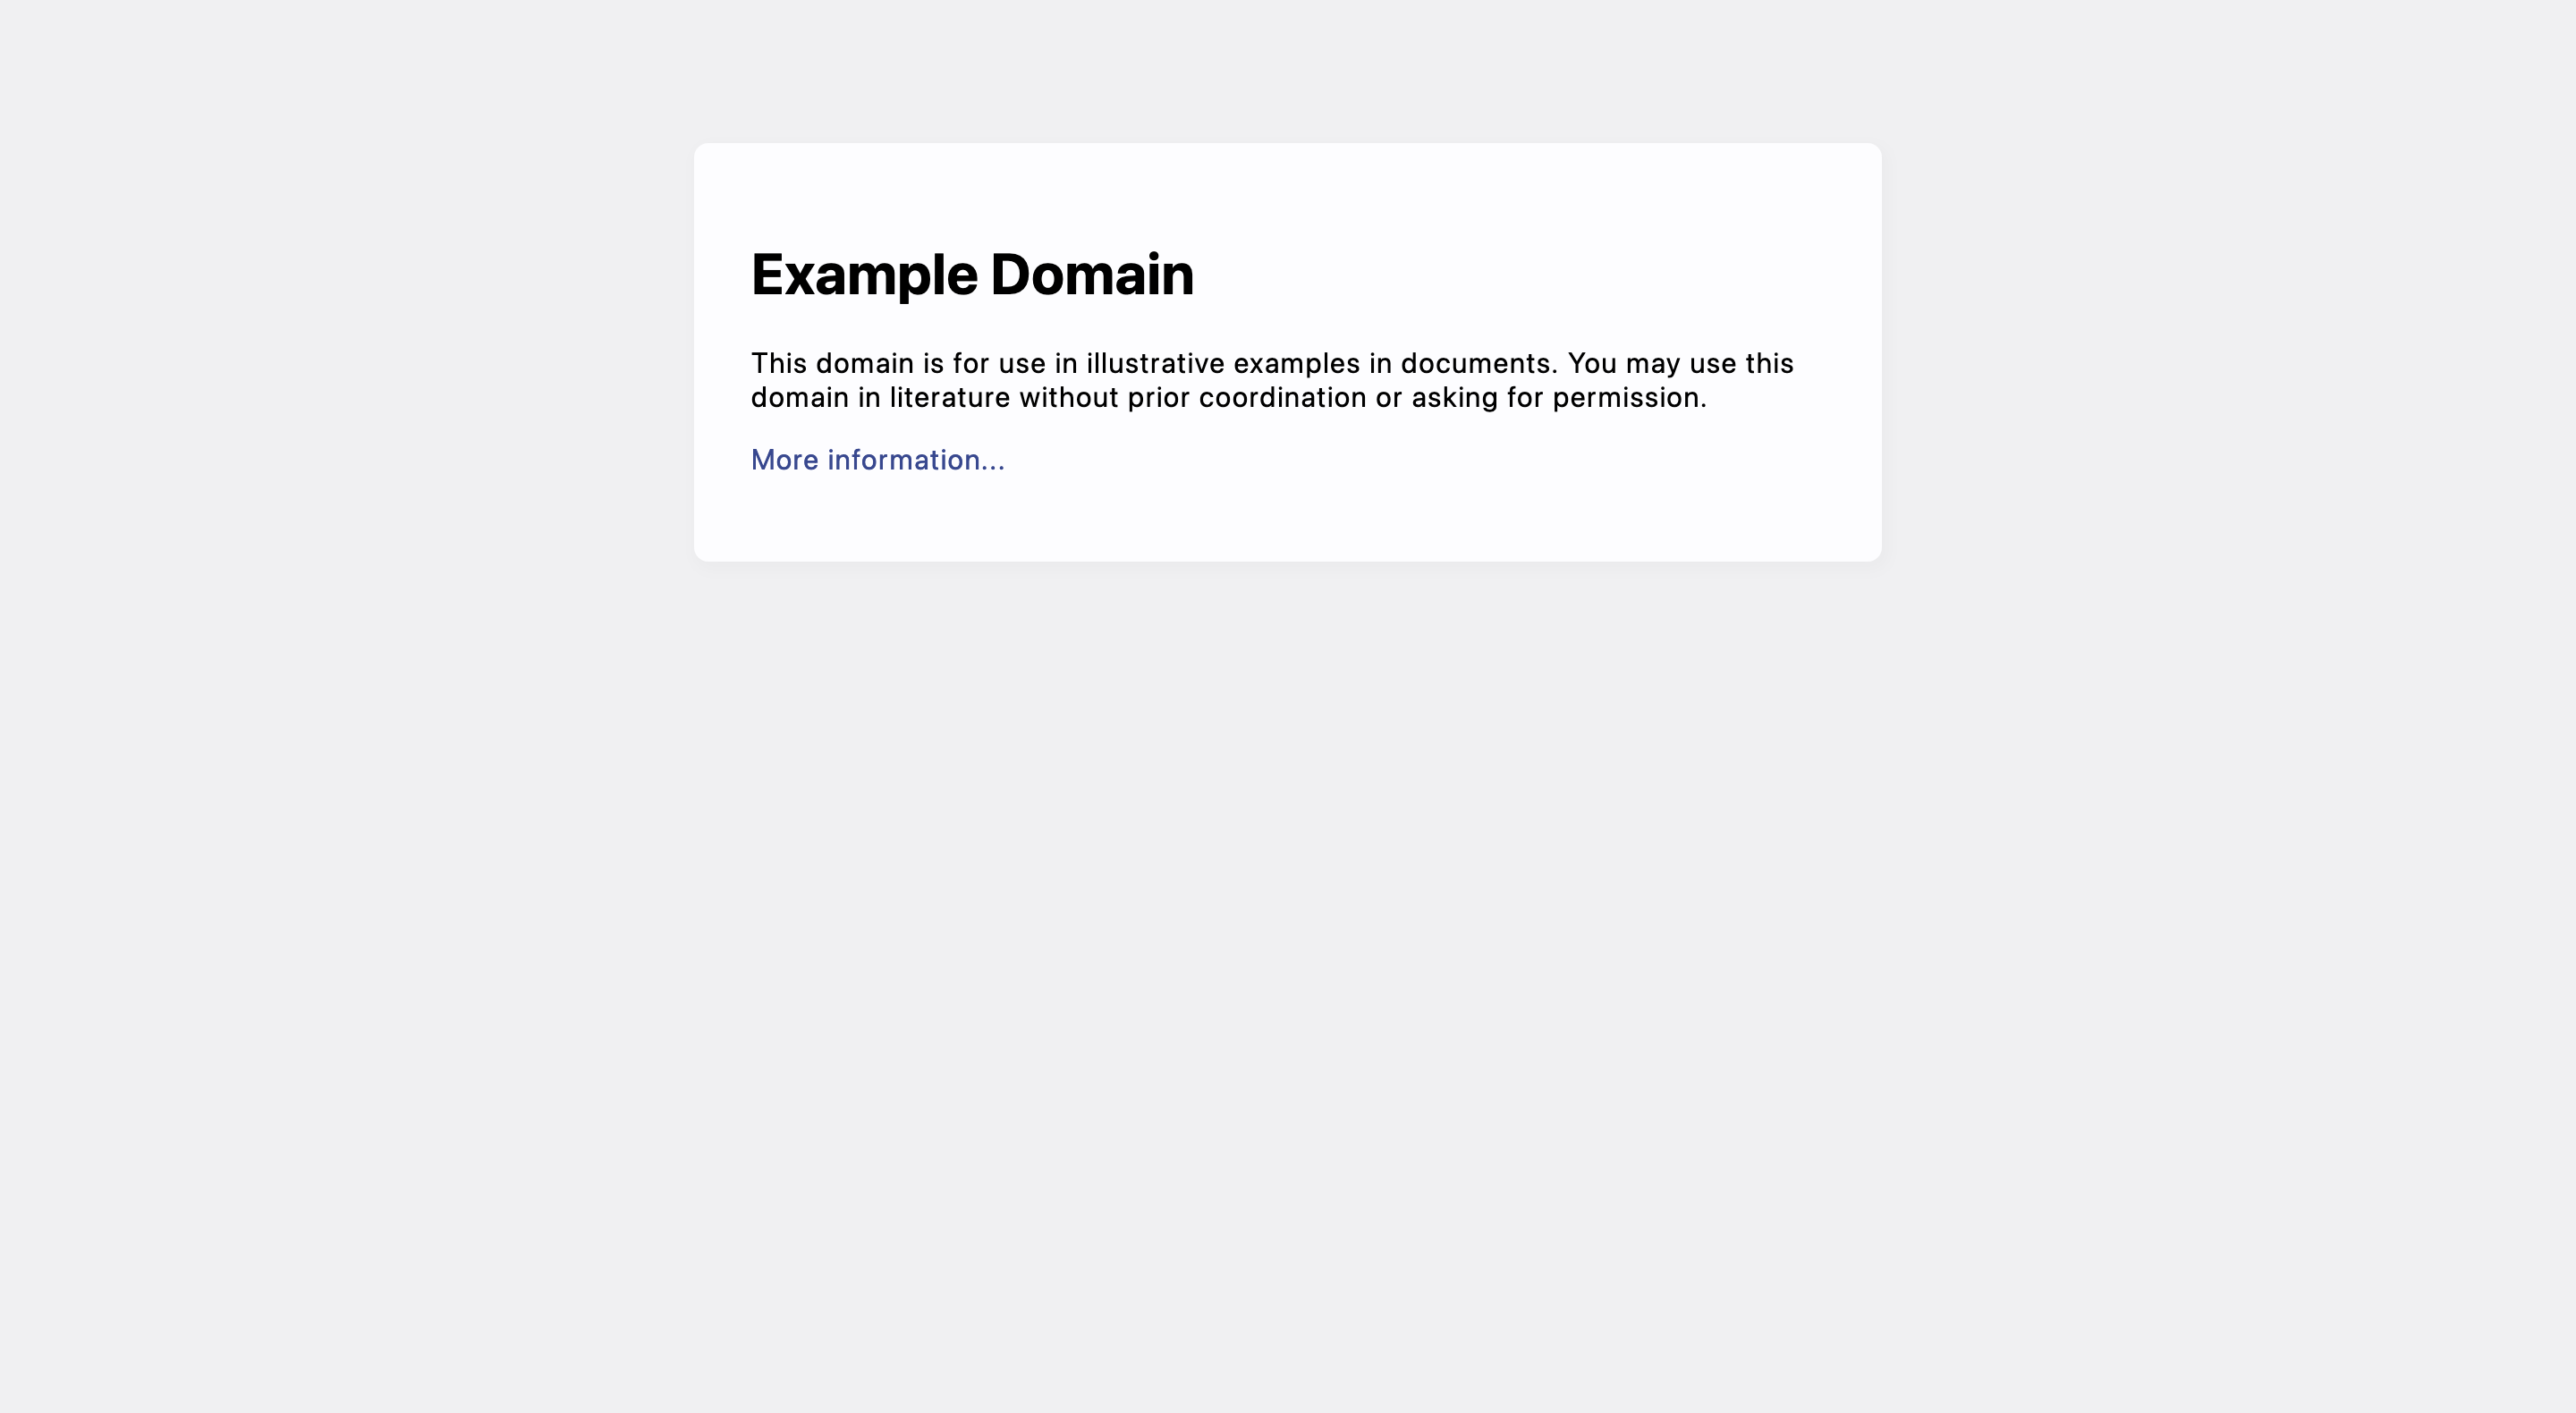 Example Domain
This domain is for use in illustrative examples in documents. You may use this
domain in literature without prior coordination or asking for permission.
More information...